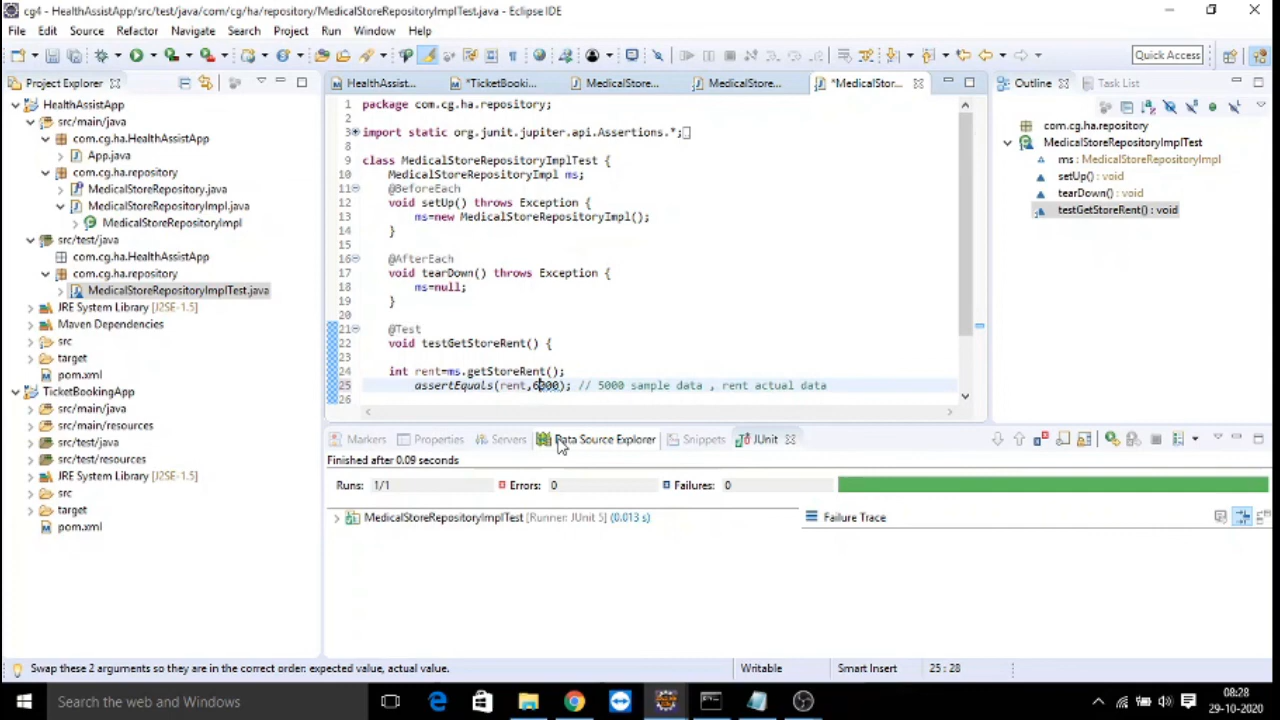 cg4 - HealthAssistApp/src/test/java/com/cg/ha/repository/MedicalStoreRepositoryImplTest.java - Eclipse IDE
File Edit Source Refactor Navigate Search Project Run Window Help
Quick Access
Project Explorer
HealthAssistApp
src/main/java
com.cg.ha.HealthAssistApp
App.java
com.cg.ha.repository
MedicalStoreRepository.java
MedicalStoreRepositoryImpl.java
MedicalStoreRepositoryImpl
src/test/java
com.cg.ha.HealthAssistApp
com.cg.ha.repository
MedicalStoreRepositoryImplTest.java
JRE System Library [J2SE-1.5]
Maven Dependencies
src
target
pom.xml
TicketBookingApp
src/main/java
src/main/resources
src/test/java
src/test/resources
JRE System Library [J2SE-1.5]
src
target
pom.xml
HealthAssist... *TicketBooki... MedicalStore... MedicalStore... *MedicalStor...
1 package com.cg.ha.repository;
2
3 import static org.junit.jupiter.api.Assertions.*;
8
9 class MedicalStoreRepositoryImplTest {
10 MedicalStoreRepositoryImpl ms;
11 @BeforeEach
12 void setUp() throws Exception {
13 ms=new MedicalStoreRepositoryImpl();
14 }
15
16 @AfterEach
17 void tearDown() throws Exception {
18 ms=null;
19 }
20
21 @Test
22 void testGetStoreRent() {
23
24 int rent=ms.getStoreRent();
25 assertEquals(rent,6000); // 5000 sample data , rent actual data
26
Outline Task List
com.cg.ha.repository
MedicalStoreRepositoryImplTest
ms : MedicalStoreRepositoryImpl
setUp() : void
tearDown() : void
testGetStoreRent() : void
Markers Properties Servers Data Source Explorer Snippets JUnit
Finished after 0.09 seconds
Runs: 1/1 Errors: 0 Failures: 0
MedicalStoreRepositoryImplTest [Runner: JUnit 5] (0.013 s)
Failure Trace
Swap these 2 arguments so they are in the correct order: expected value, actual value.
Writable Smart Insert 25 : 28
Search the web and Windows
08:28
29-10-2020